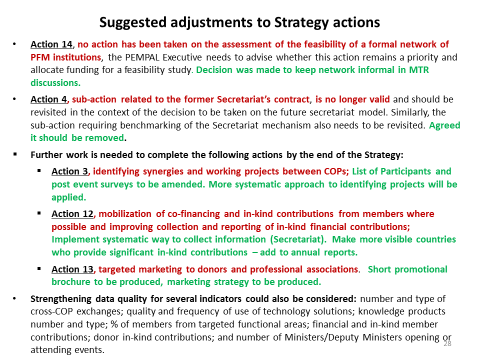 Suggested adjustments to Strategy actions
• Action 14, no action has been taken on the assessment of the feasibility of a formal network of
PFM institutions, the PEMPAL Executive needs to advise whether this action remains a priority and
allocate funding for a feasibility study. Decision was made to keep network informal in MTR
discussions.
• Action 4, sub-action related to the former Secretariat's contract, is no longer valid and should be
revisited in the context of the decision to be taken on the future secretariat model. Similarly, the
sub-action requiring benchmarking of the Secretariat mechanism also needs to be revisited. Agreed
it should be removed.
▪ Further work is needed to complete the following actions by the end of the Strategy:
▪ Action 3, identifying synergies and working projects between COPs; List of Participants and
post event surveys to be amended. More systematic approach to identifying projects will be
applied.
▪ Action 12, mobilization of co-financing and in-kind contributions from members where
possible and improving collection and reporting of in-kind financial contributions;
Implement systematic way to collect information (Secretariat). Make more visible countries
who provide significant in-kind contributions – add to annual reports.
▪ Action 13, targeted marketing to donors and professional associations. Short promotional
brochure to be produced, marketing strategy to be produced.
• Strengthening data quality for several indicators could also be considered: number and type of
cross-COP exchanges; quality and frequency of use of technology solutions; knowledge products
number and type; % of members from targeted functional areas; financial and in-kind member
contributions; donor in-kind contributions; and number of Ministers/Deputy Ministers opening or
attending events.
28